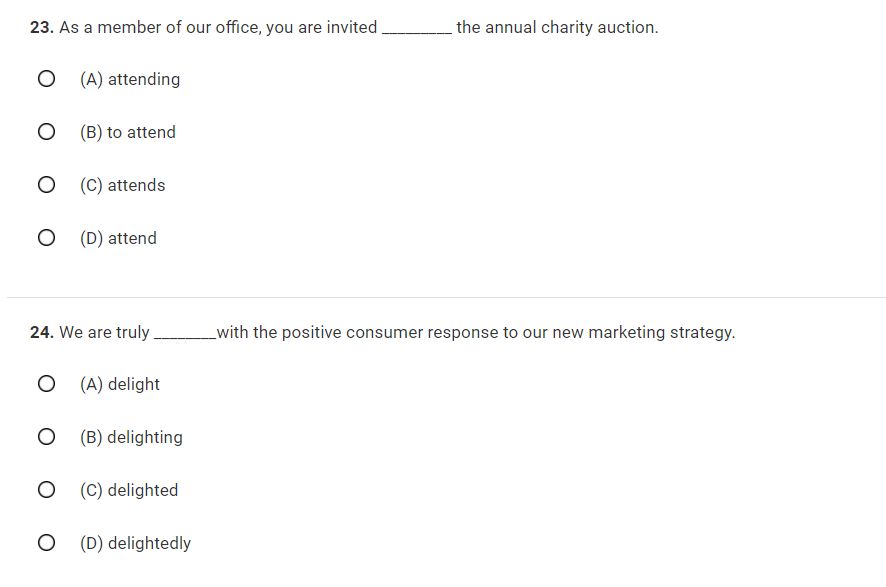 23. As a member of our office, you are invited _________ the annual charity auction.
(A) attending
(B) to attend
(C) attends
(D) attend
24. We are truly ________with the positive consumer response to our new marketing strategy.
(A) delight
(B) delighting
(C) delighted
(D) delightedly